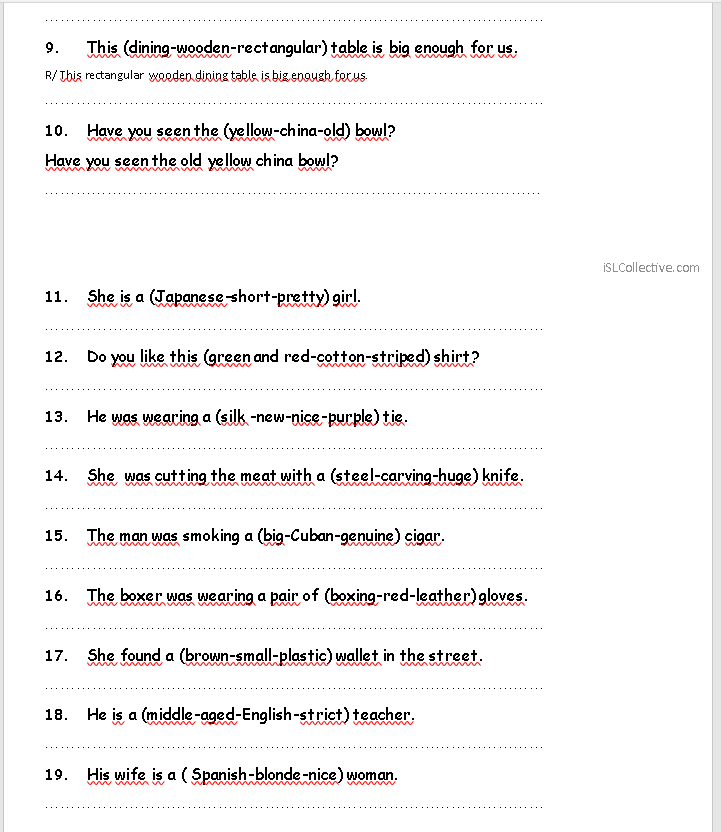 9. This (dining-wooden-rectangular) table is big enough for us.
R/ This rectangular wooden dining table is big enough for us.
10. Have you seen the (yellow-china-old) bowl?
Have you seen the old yellow china bowl?
iSLCollective.com
11. She is a (Japanese-short-pretty) girl.
12. Do you like this (green and red-cotton-striped) shirt?
13. He was wearing a (silk -new-nice-purple) tie.
14. She was cutting the meat with a (steel-carving-huge) knife.
15. The man was smoking a (big-Cuban-genuine) cigar.
16. The boxer was wearing a pair of (boxing-red-leather) gloves.
17. She found a (brown-small-plastic) wallet in the street.
18. He is a (middle-aged-English-strict) teacher.
19. His wife is a ( Spanish-blonde-nice) woman.